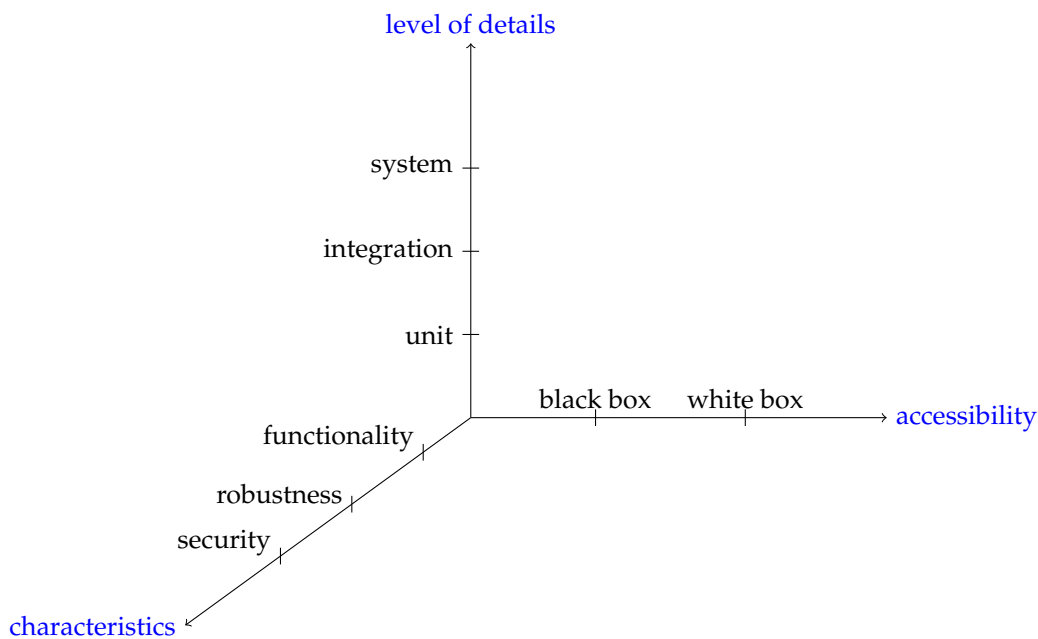 level of details
system
integration
unit
black box white box
accessibility
functionality
robustness
security
characteristics